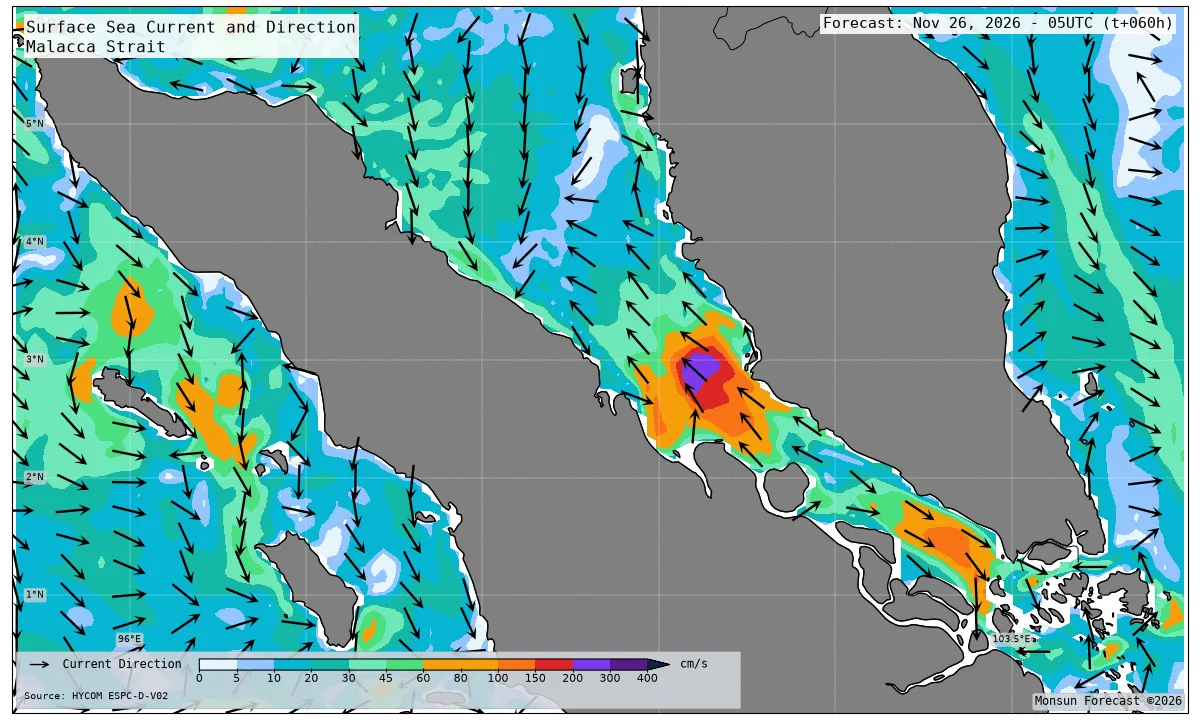 Surface Sea Current and Direction
Malacca Strait
Forecast: Nov 26, 2026 - 05UTC (t+060h)
5°N
4°N
3°N
2°N
1°N
96°E
103.5°E
Current Direction
0 5 10 20 30 45 60 80 100 150 200 300 400
cm/s
Source: HYCOM ESPC-D-V02
Monsun Forecast ©2026